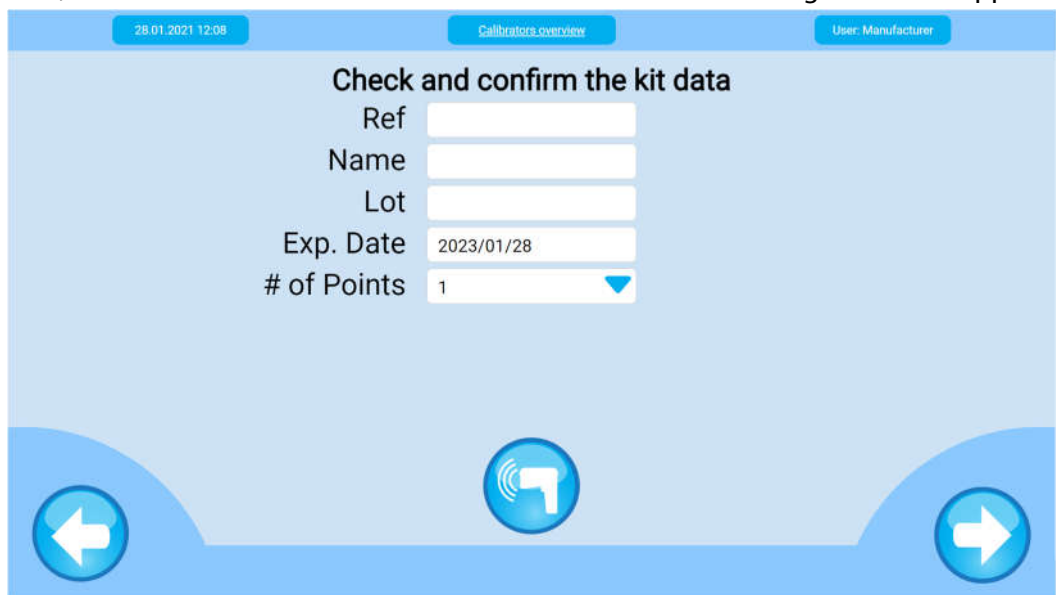 28.01.2021 12:08 Calibrators overview User: Manufacturer
Check and confirm the kit data
Ref
Name
Lot
Exp. Date 2023/01/28
# of Points 1